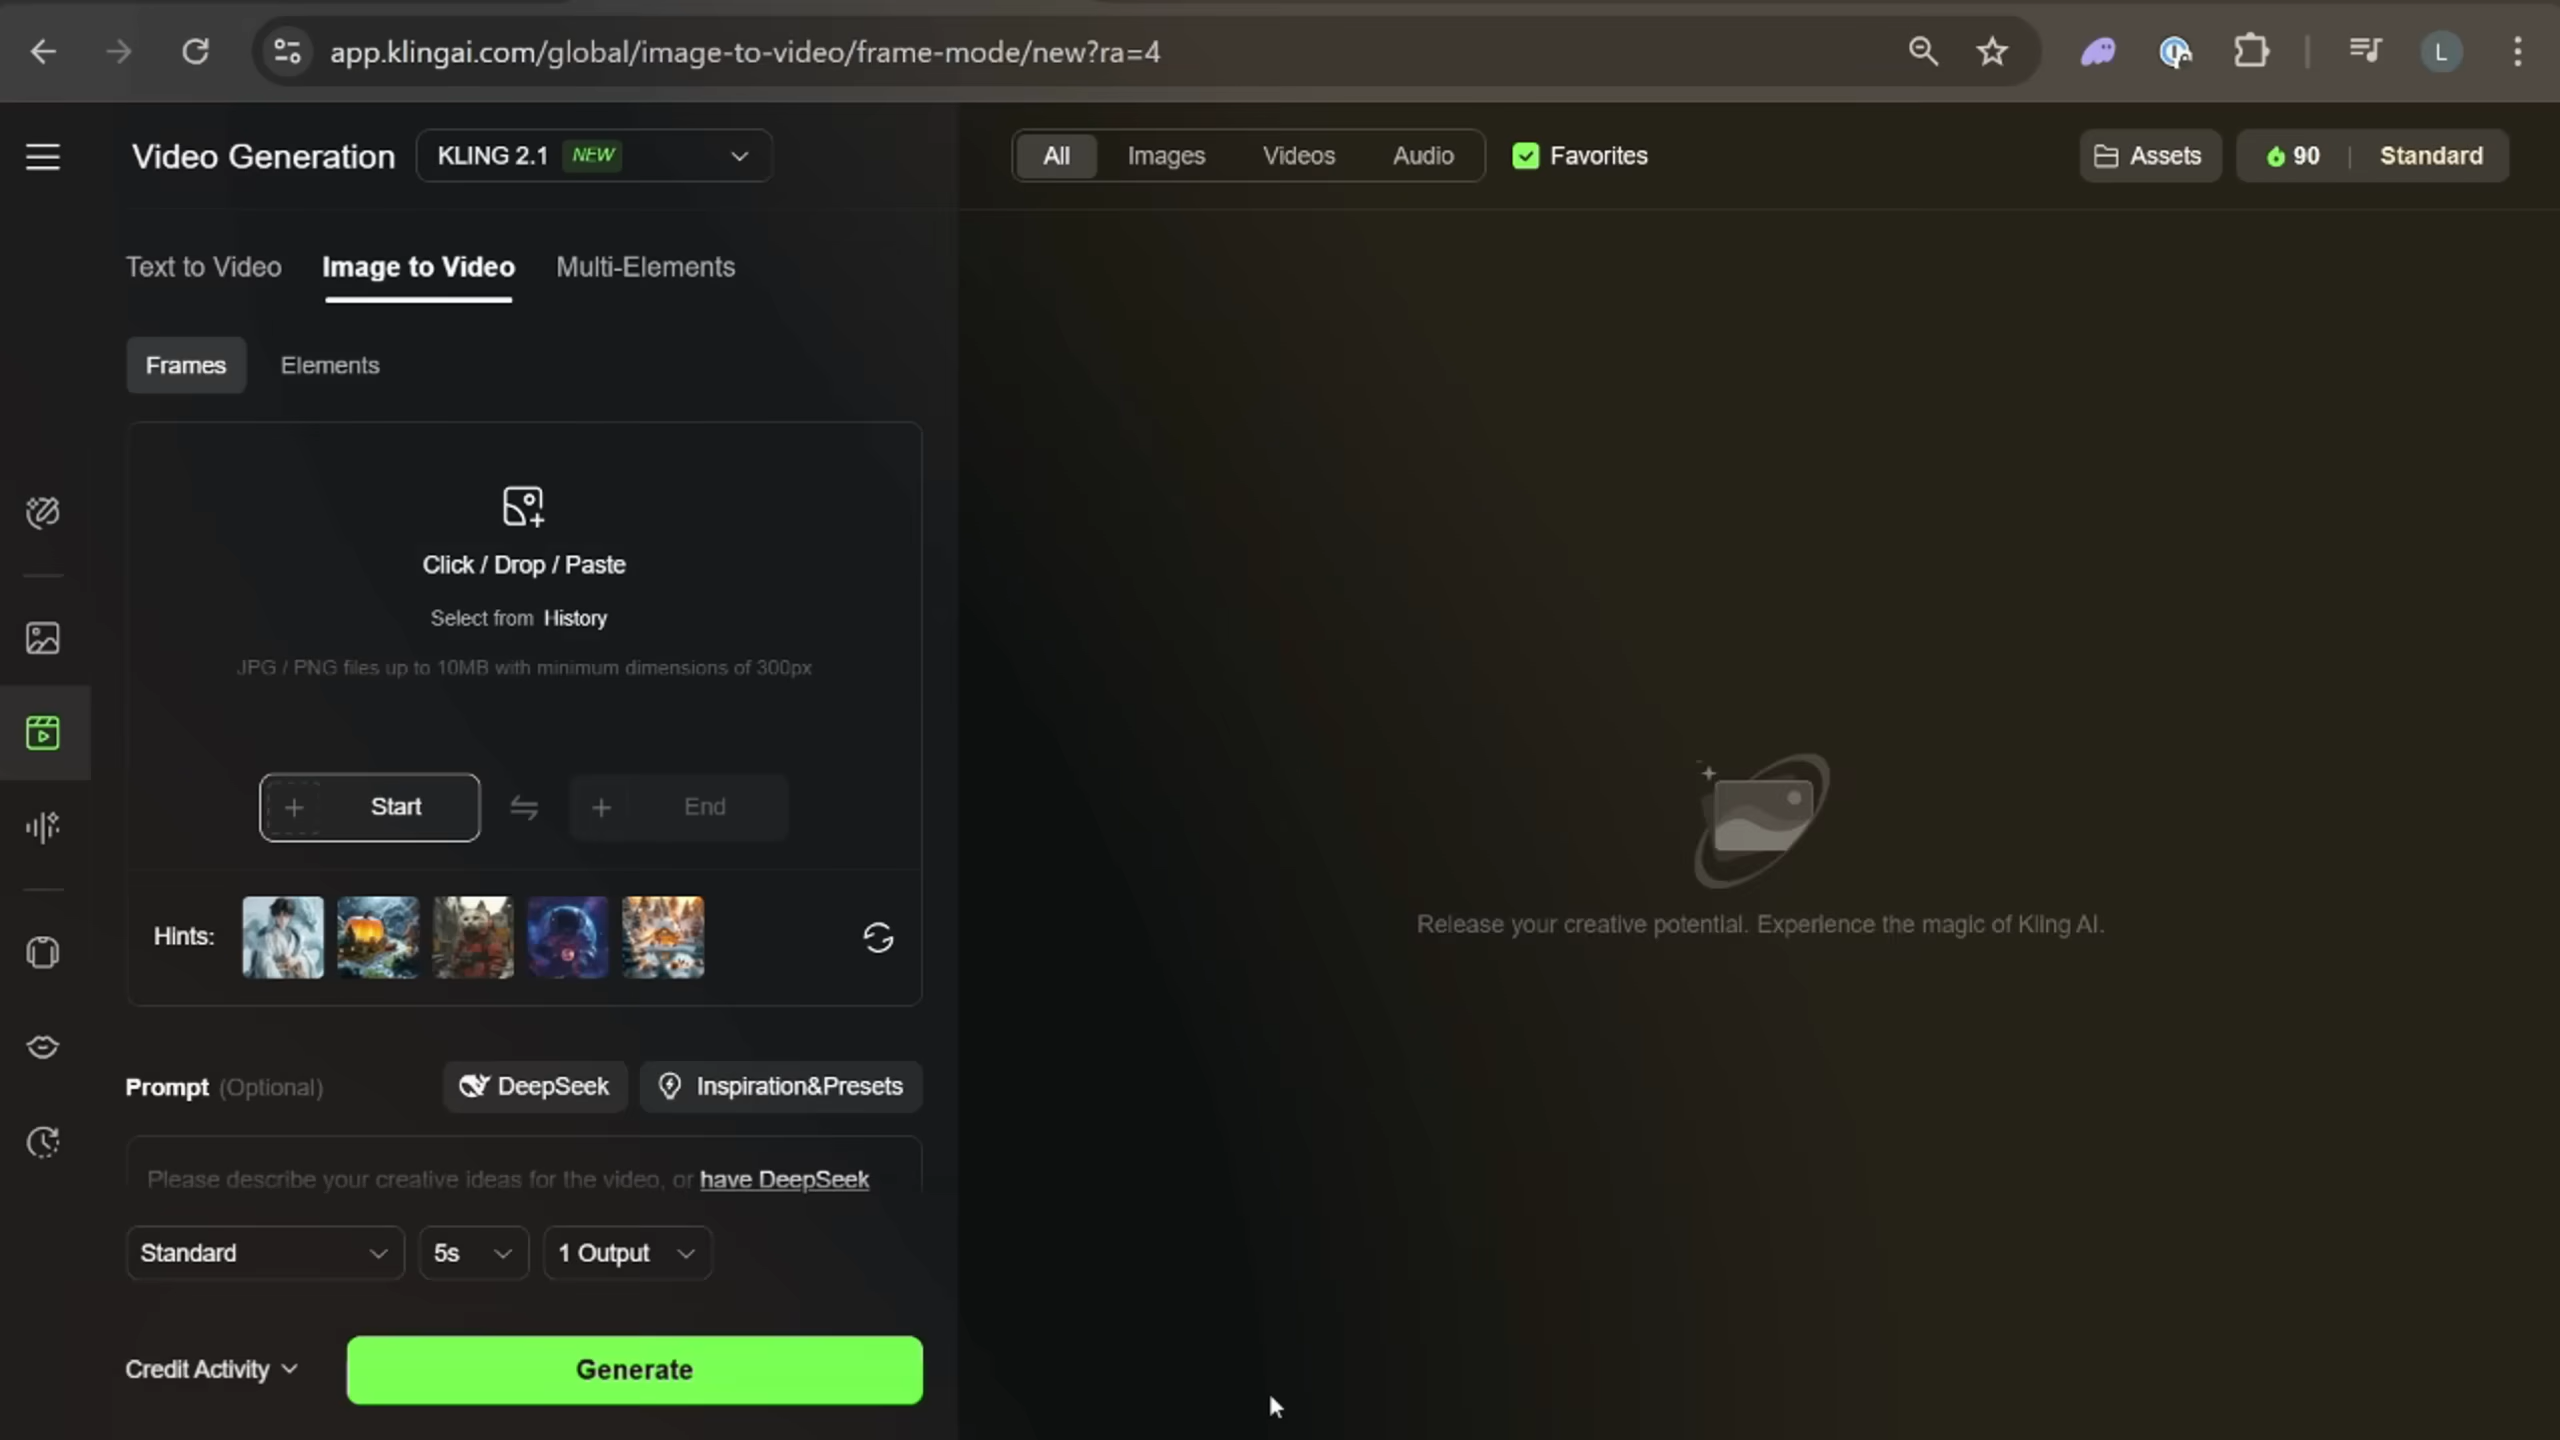 app.klingai.com/global/image-to-video/frame-mode/new?ra=4
L
Video Generation
KLING 2.1 NEW
All Images Videos Audio Favorites
Assets
90 | Standard
Text to Video Image to Video Multi-Elements
Frames Elements
Click / Drop / Paste
Select from History
JPG / PNG files up to 10MB with minimum dimensions of 300px
+ Start + End
Hints:
Release your creative potential. Experience the magic of Kling AI.
Prompt (Optional) DeepSeek Inspiration&Presets
Please describe your creative ideas for the video, or have DeepSeek
Standard 5s 1 Output
Credit Activity Generate